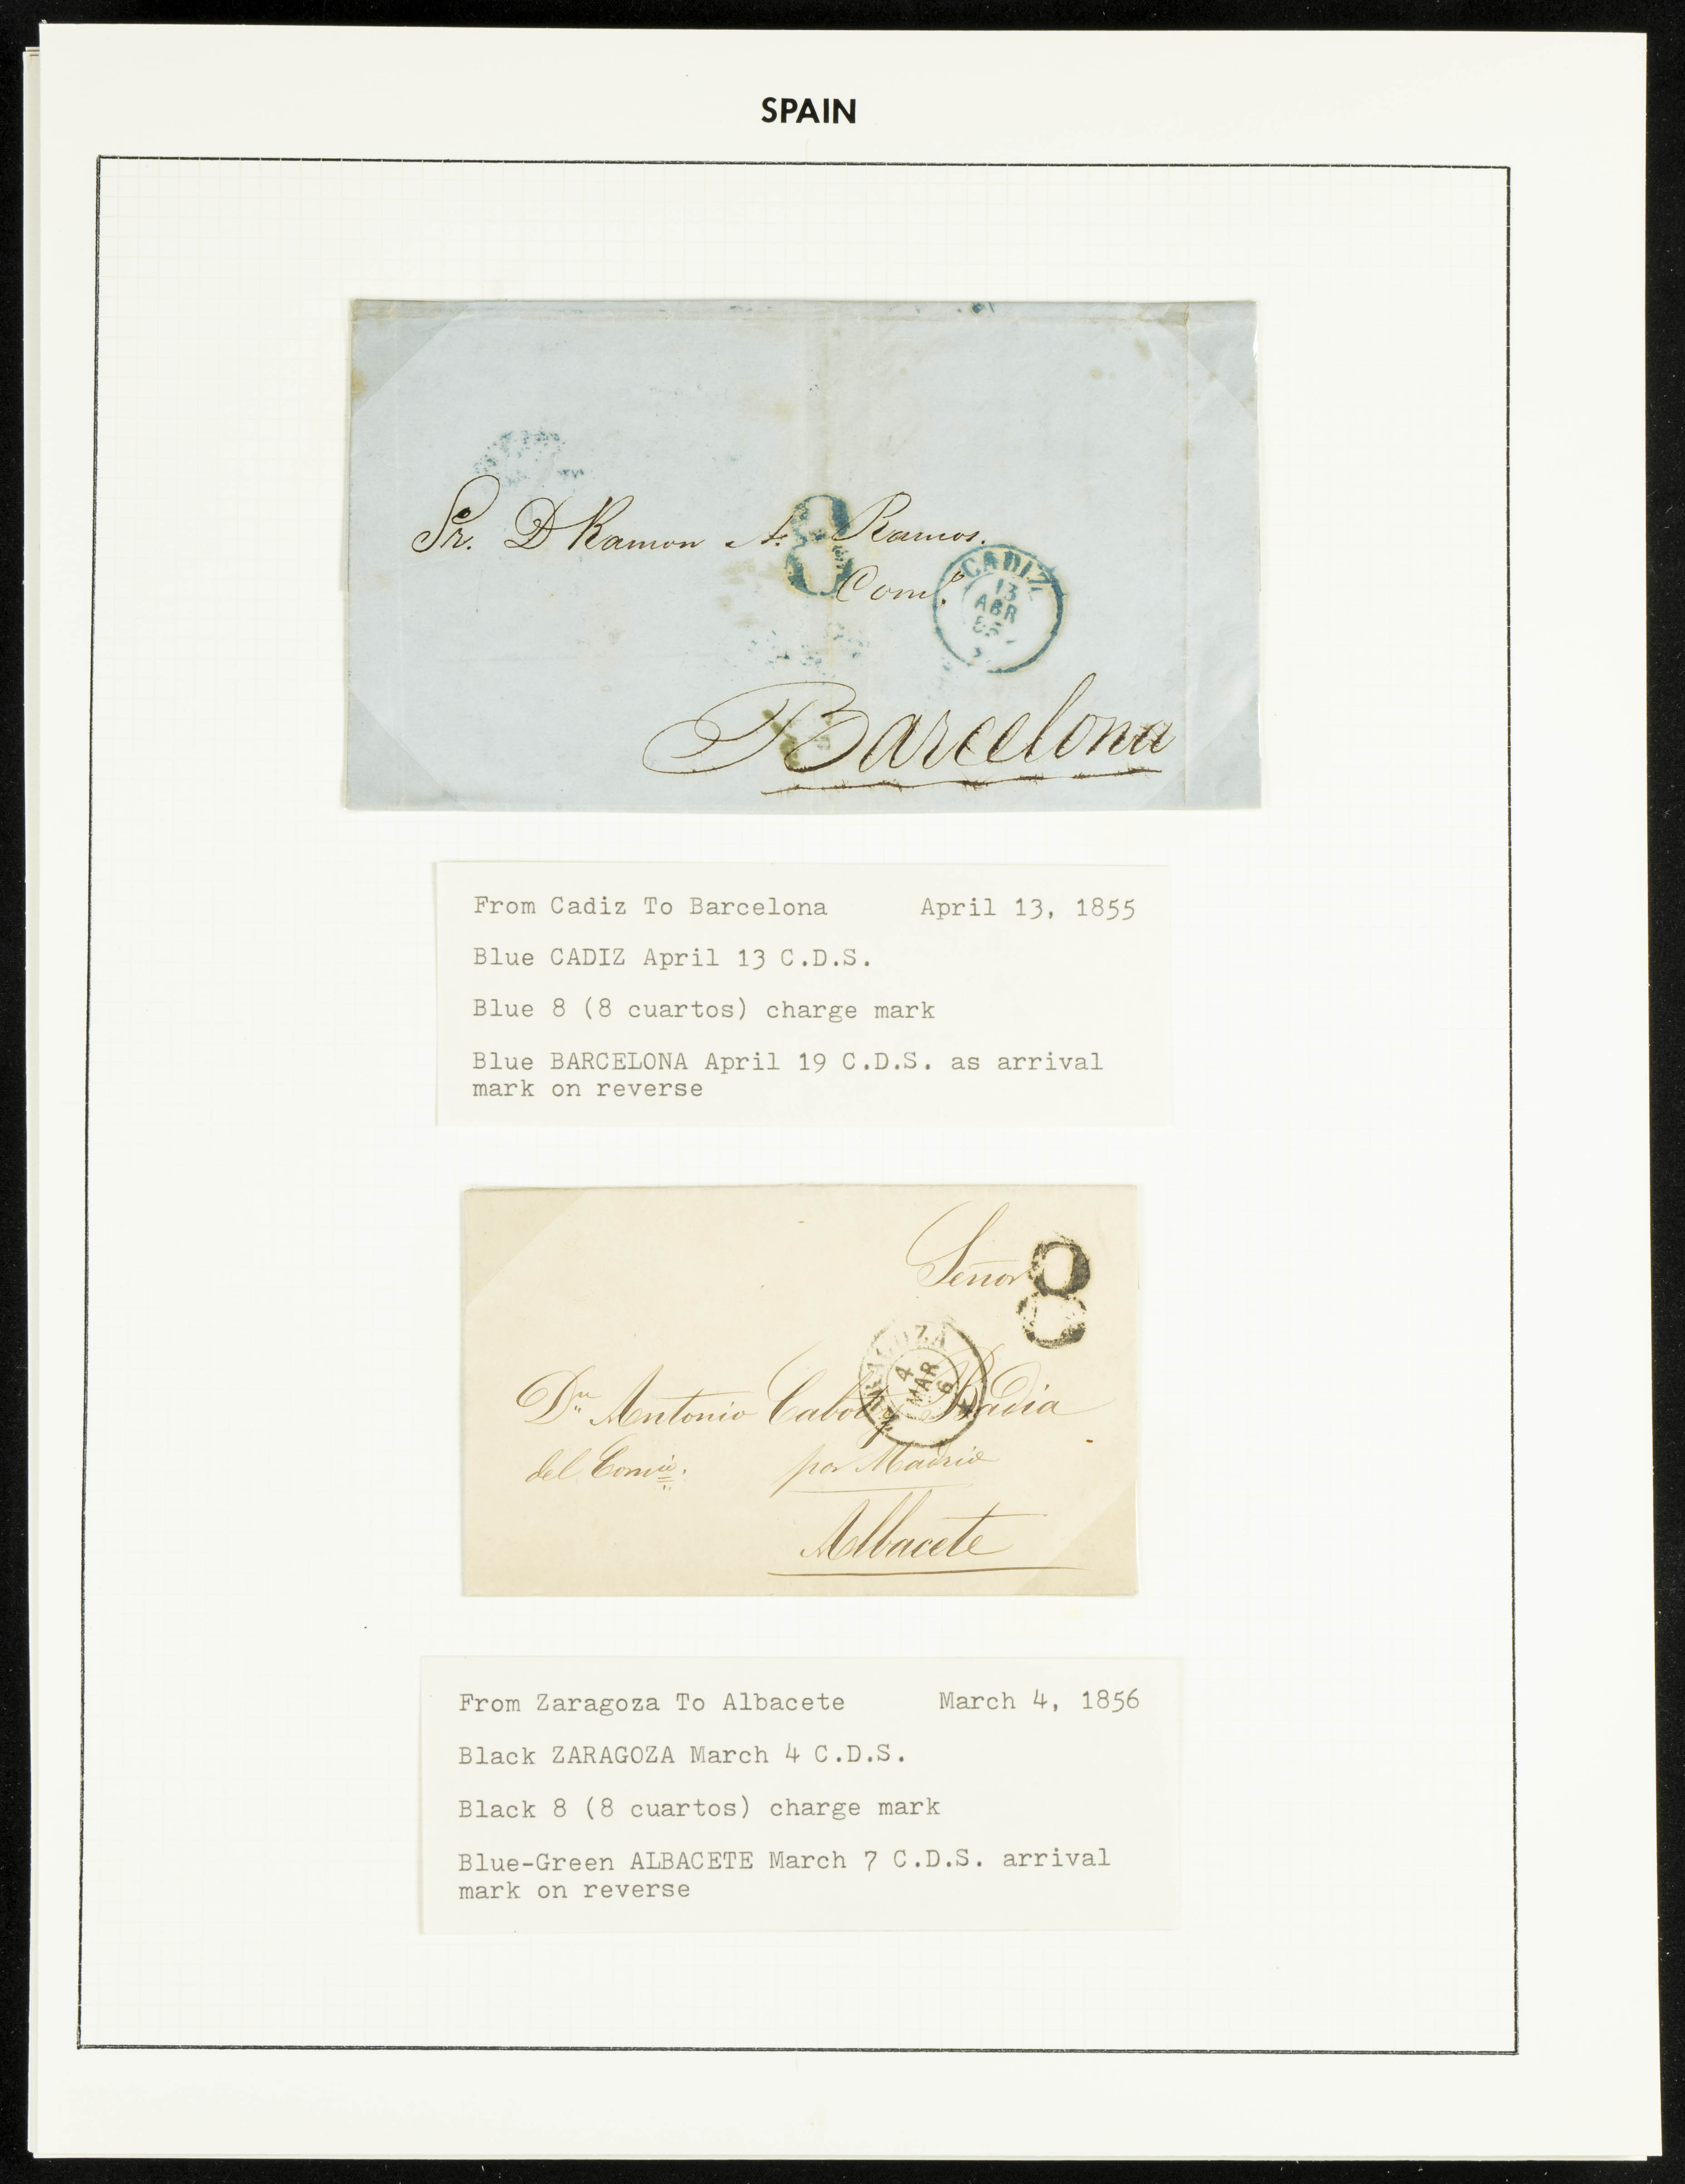 SPAIN
Sr. D Ramon A. Ramos.
8
Com.º
CADIZ
13
ABR
55
Barcelona
From Cadiz To Barcelona April 13, 1855
Blue CADIZ April 13 C.D.S.
Blue 8 (8 cuartos) charge mark
Blue BARCELONA April 19 C.D.S. as arrival
mark on reverse
Señor
8
ZARAGOZA
4
MAR
6
Dn Antonio Cabot y Badia
del Comio. por Madrid
Albacete
From Zaragoza To Albacete March 4, 1856
Black ZARAGOZA March 4 C.D.S.
Black 8 (8 cuartos) charge mark
Blue-Green ALBACETE March 7 C.D.S. arrival
mark on reverse